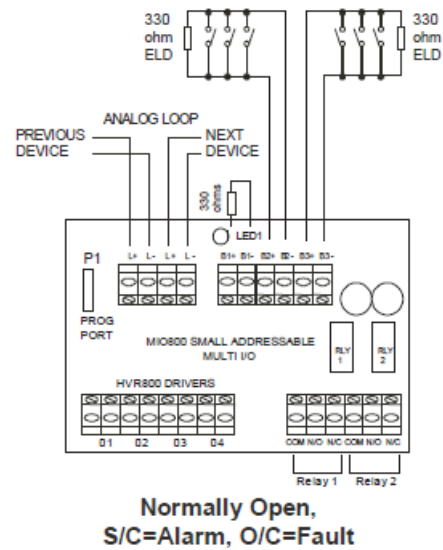 330
ohm
ELD
330
ohm
ELD
ANALOG LOOP
PREVIOUS
DEVICE
NEXT
DEVICE
330
ohms
LED1
P1
L+ L- L+ L-
B1+ B1- B2+ B2- B3+ B3-
PROG
PORT
MIO800 SMALL ADDRESSABLE
MULTI I/O
RLY
1
RLY
2
HVR800 DRIVERS
01 02 03 04
COM N/O N/C COM N/O N/C
Relay 1 Relay 2
Normally Open,
S/C=Alarm, O/C=Fault